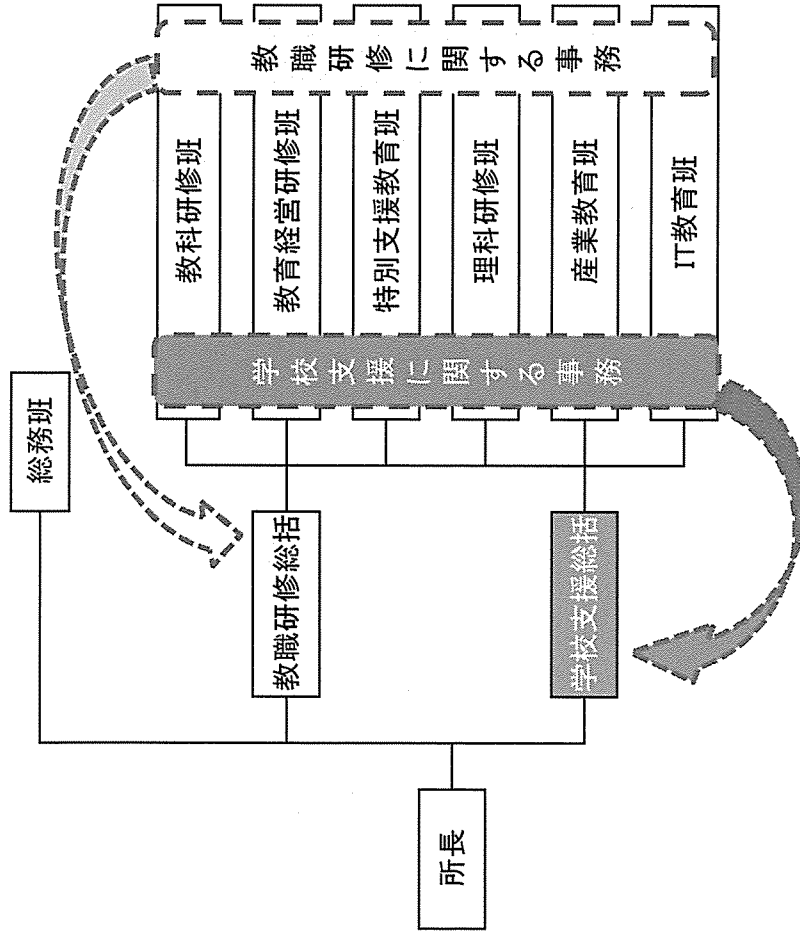 所長
総務班
教職研修総括
学校支援総括
学校支援に関する事務
教職研修に関する事務
教科研修班
教育経営研修班
特別支援教育班
理科研修班
産業教育班
IT教育班